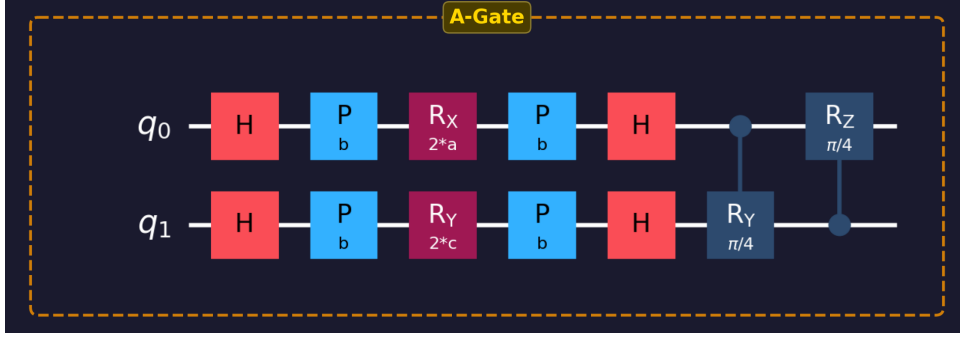 A-Gate
q0 H P b RX 2*a P b H RZ π/4
q1 H P b RY 2*c P b H RY π/4